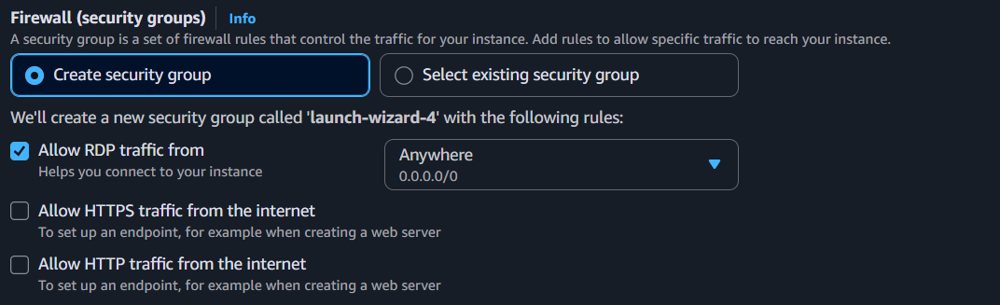 Firewall (security groups) Info
A security group is a set of firewall rules that control the traffic for your instance. Add rules to allow specific traffic to reach your instance.
Create security group Select existing security group
We'll create a new security group called 'launch-wizard-4' with the following rules:
Allow RDP traffic from Anywhere
Helps you connect to your instance 0.0.0.0/0
Allow HTTPS traffic from the internet
To set up an endpoint, for example when creating a web server
Allow HTTP traffic from the internet
To set up an endpoint, for example when creating a web server